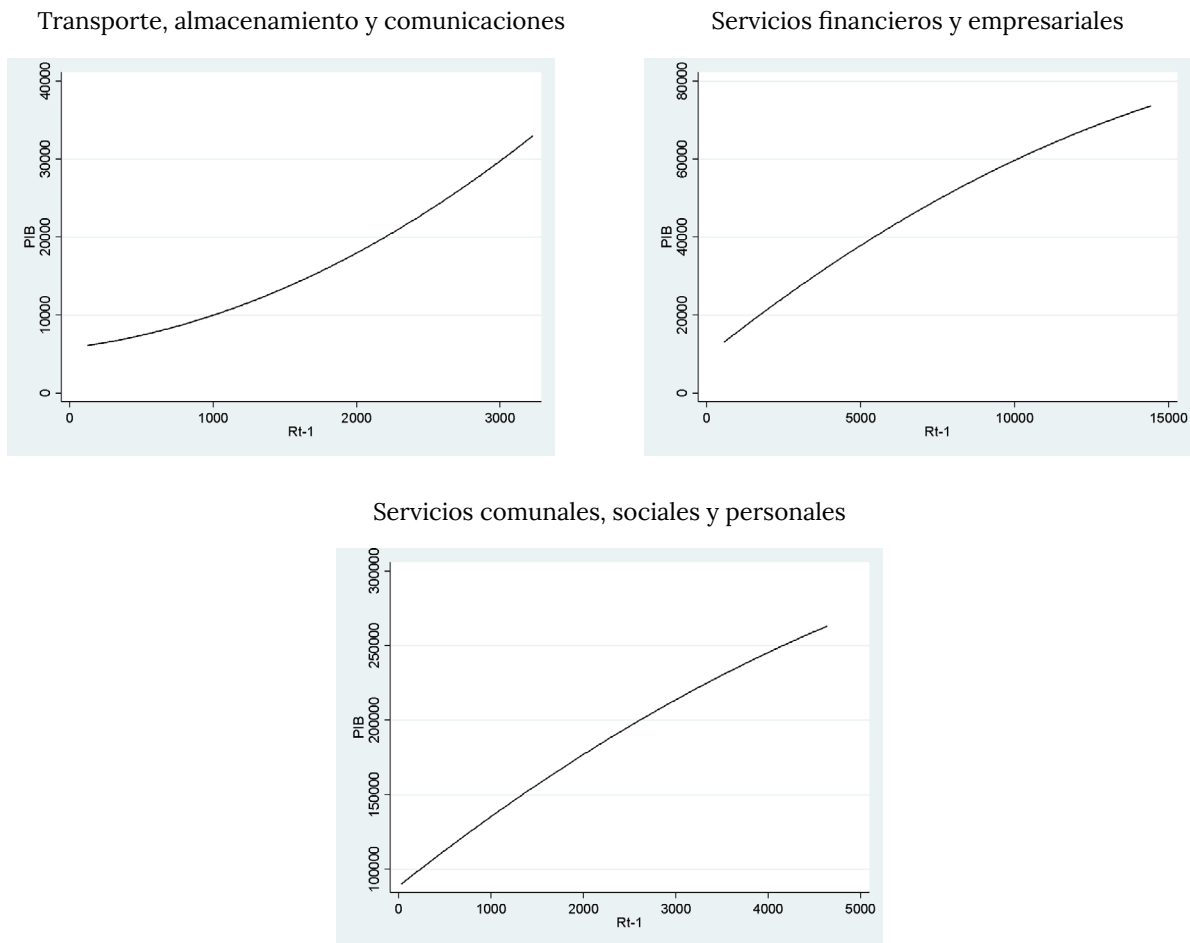 Transporte, almacenamiento y comunicaciones
40000
30000
20000
10000
0
PIB
0 1000 2000 3000
Rt-1
Servicios financieros y empresariales
80000
60000
40000
20000
0
PIB
0 5000 10000 15000
Rt-1
Servicios comunales, sociales y personales
300000
250000
200000
150000
100000
PIB
0 1000 2000 3000 4000 5000
Rt-1